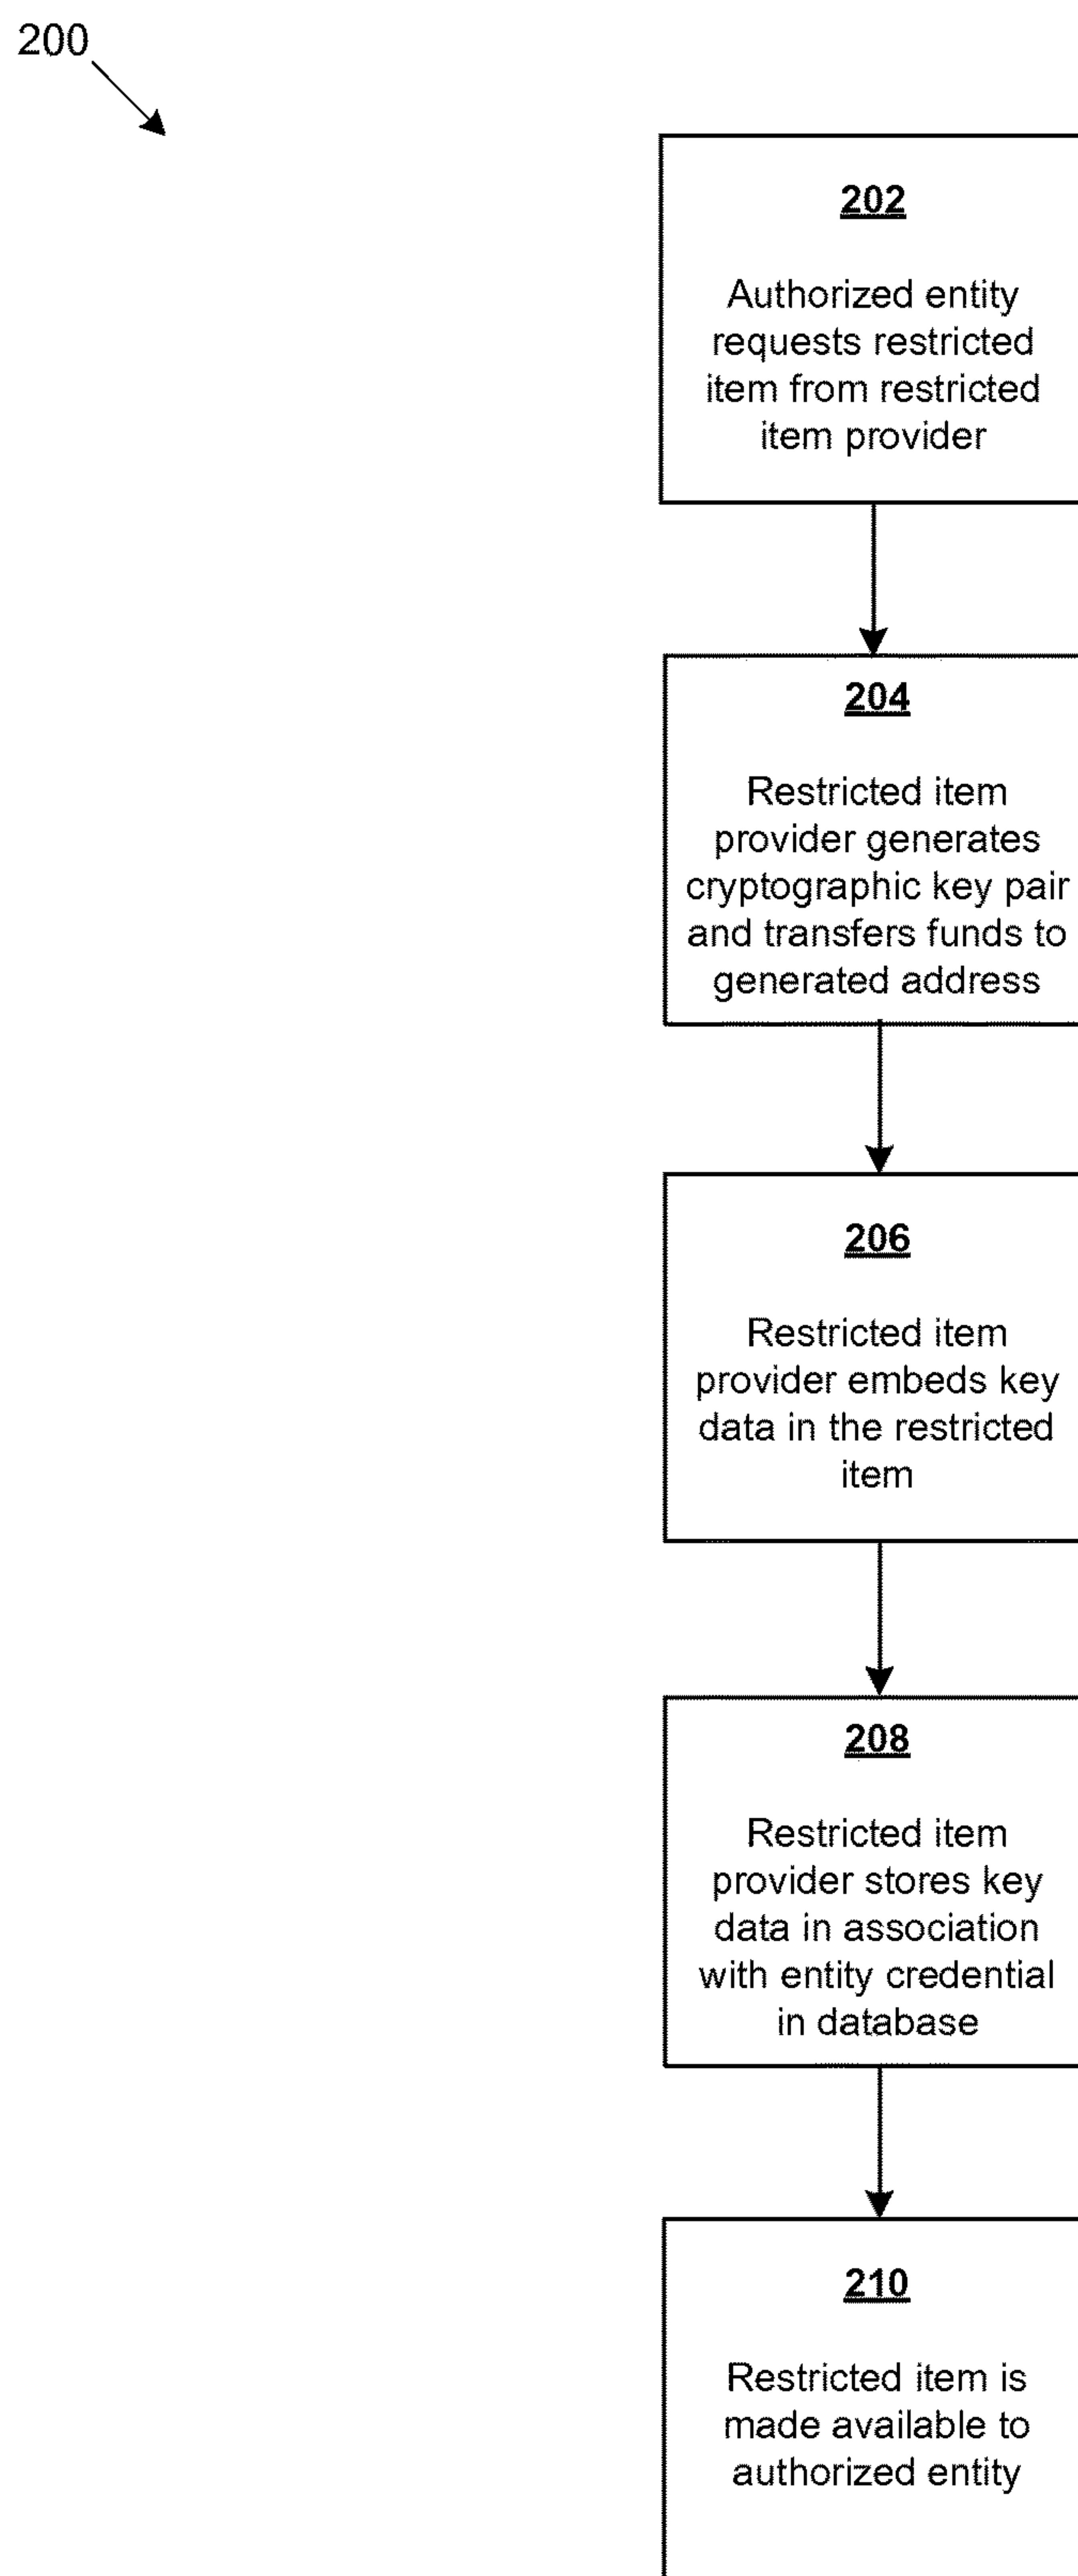 200
202
Authorized entity
requests restricted
item from restricted
item provider
204
Restricted item
provider generates
cryptographic key pair
and transfers funds to
generated address
206
Restricted item
provider embeds key
data in the restricted
item
208
Restricted item
provider stores key
data in association
with entity credential
in database
210
Restricted item is
made available to
authorized entity